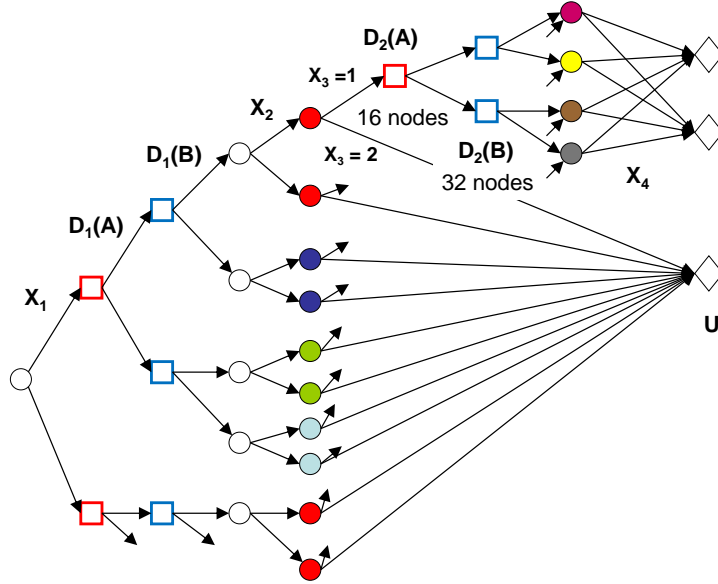 D₂(A)
X₃ =1
X₂
16 nodes
D₁(B)
X₃ = 2
D₂(B)
32 nodes
X₄
D₁(A)
X₁
U